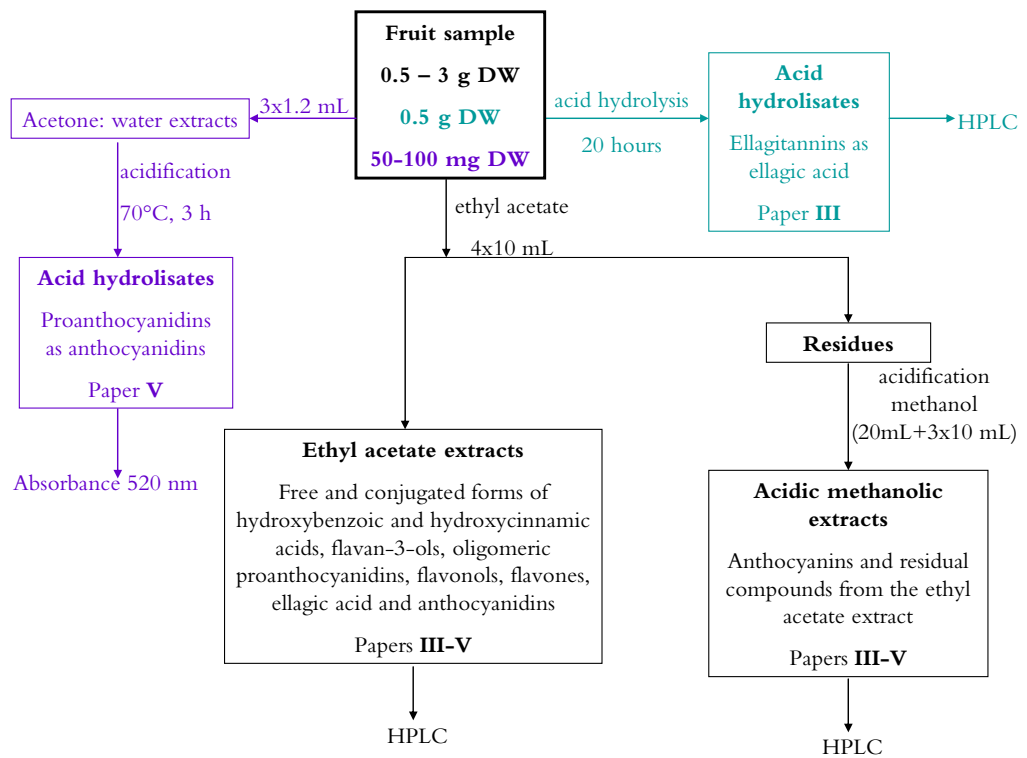 Fruit sample
0.5 – 3 g DW
0.5 g DW
50-100 mg DW
3x1.2 mL
Acetone: water extracts
acidification
70°C, 3 h
Acid hydrolisates
Proanthocyanidins
as anthocyanidins
Paper V
Absorbance 520 nm
acid hydrolysis
20 hours
Acid
hydrolisates
Ellagitannins as
ellagic acid
Paper III
HPLC
ethyl acetate
4x10 mL
Ethyl acetate extracts
Free and conjugated forms of
hydroxybenzoic and hydroxycinnamic
acids, flavan-3-ols, oligomeric
proanthocyanidins, flavonols, flavones,
ellagic acid and anthocyanidins
Papers III-V
HPLC
Residues
acidification
methanol
(20mL+3x10 mL)
Acidic methanolic
extracts
Anthocyanins and residual
compounds from the ethyl
acetate extract
Papers III-V
HPLC